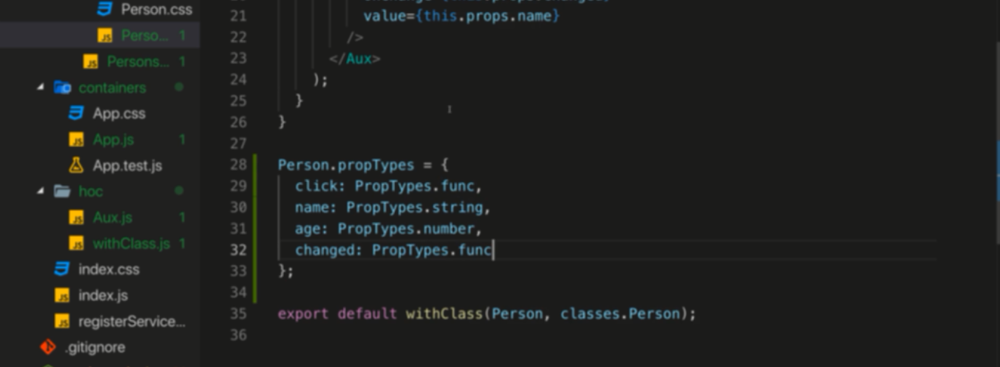 Person.css
Perso... 1
Persons... 1
containers
App.css
App.js 1
App.test.js
hoc
Aux.js 1
withClass.js 1
index.css
index.js
registerService...
.gitignore
21 value={this.props.name}
22 />
23 </Aux>
24 );
25 }
26 }
27
28 Person.propTypes = {
29 click: PropTypes.func,
30 name: PropTypes.string,
31 age: PropTypes.number,
32 changed: PropTypes.func
33 };
34
35 export default withClass(Person, classes.Person);
36